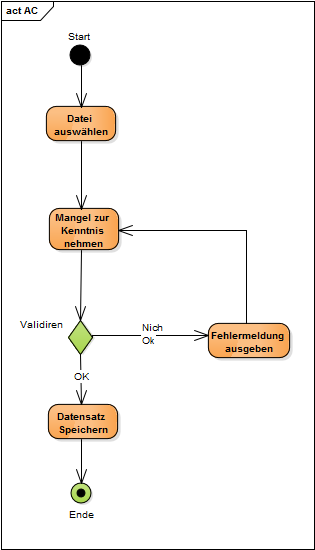 act AC
Start
Datei
auswählen
Mangel zur
Kenntnis
nehmen
Validiren
Nich
Ok
Fehlermeldung
ausgeben
OK
Datensatz
Speichern
Ende